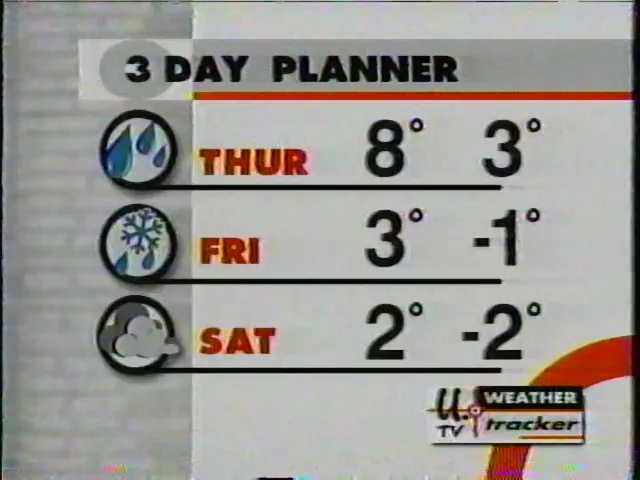 3 DAY PLANNER
THUR 8° 3°
FRI 3° -1°
SAT 2° -2°
U. TV WEATHER tracker